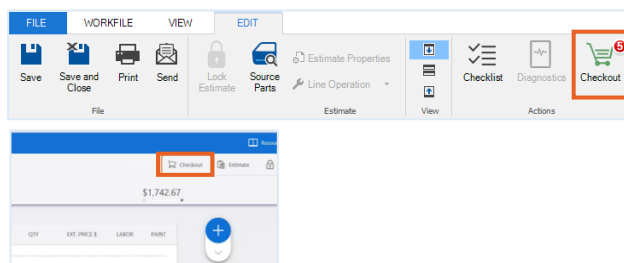 FILE WORKFILE VIEW EDIT
Save Save and Close Print Send Lock Estimate Source Parts Estimate Properties Line Operation Checklist Diagnostics Checkout 5
File Estimate View Actions
Checkout Estimate
$1,742.67
QTY EXT. PRICE $ LABOR PAINT